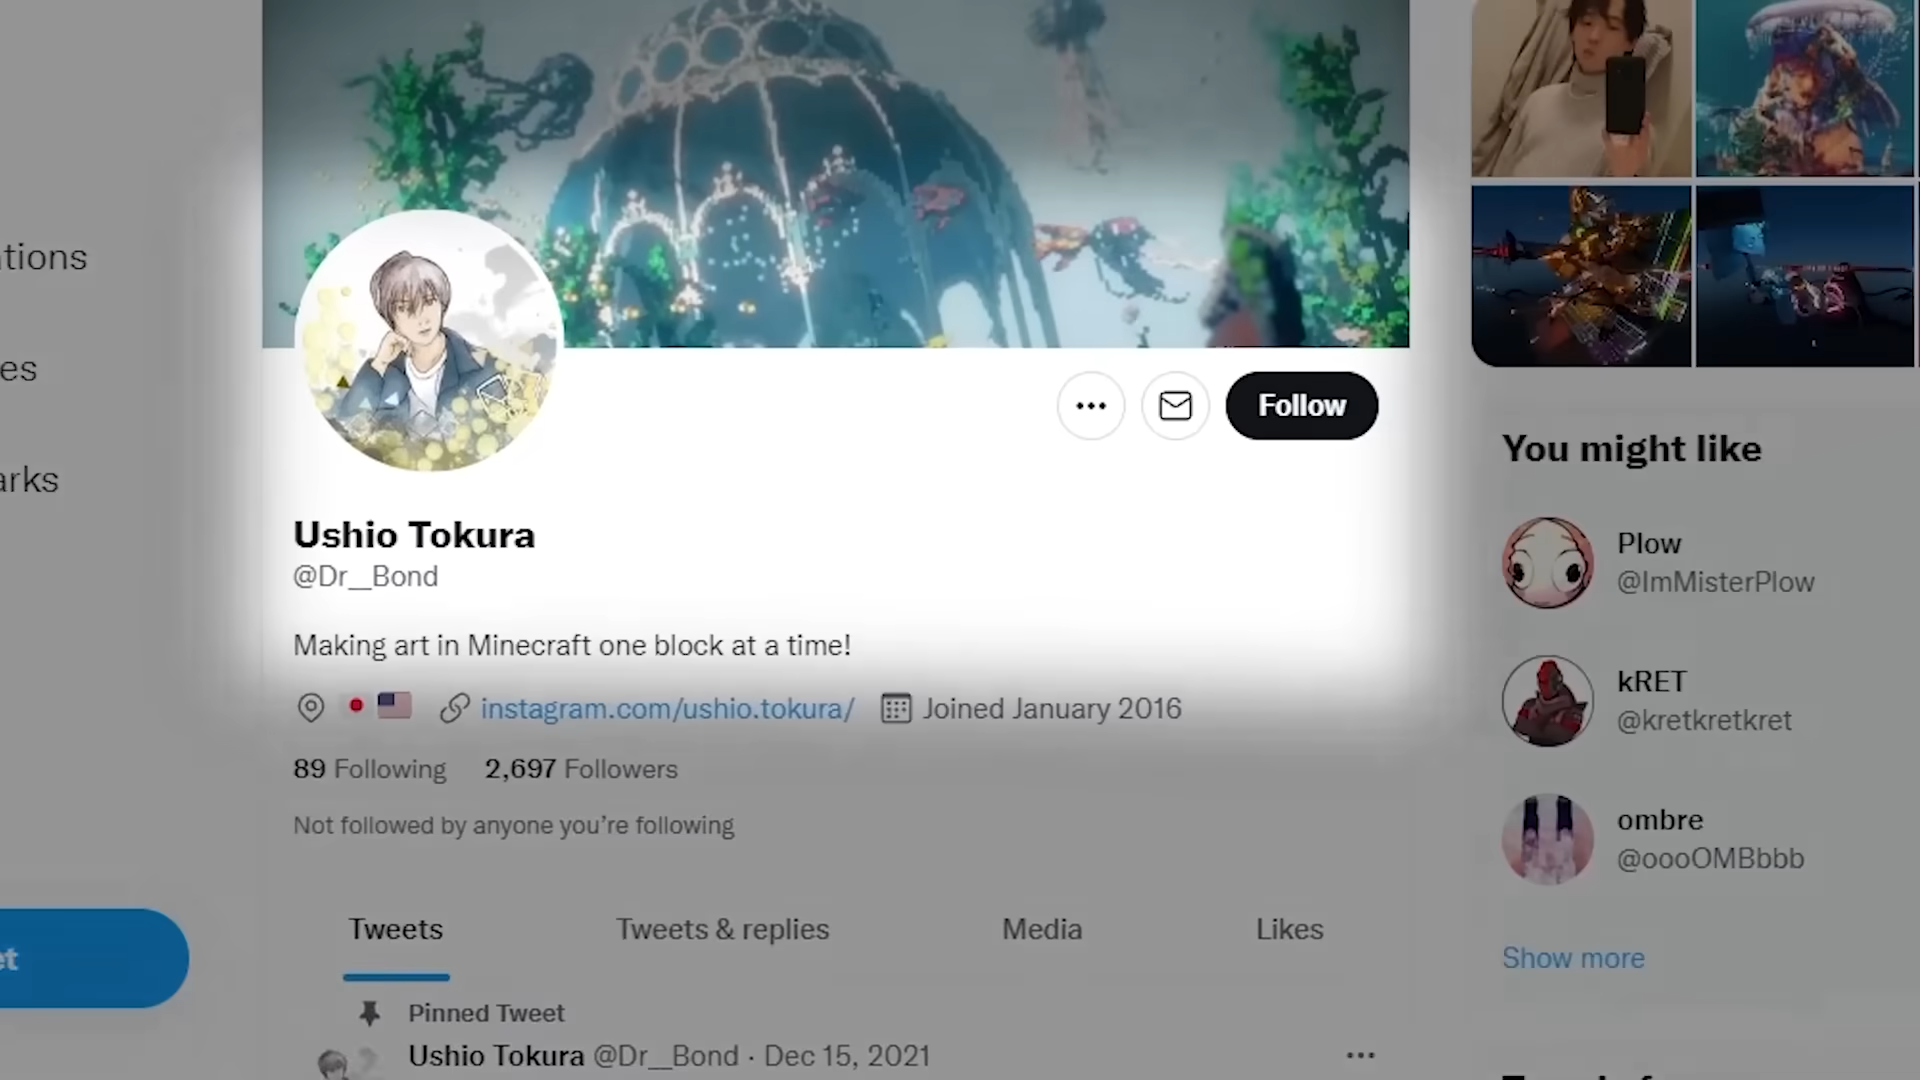 tions
es
arks
et
Follow
Ushio Tokura
@Dr__Bond
Making art in Minecraft one block at a time!
instagram.com/ushio.tokura/ Joined January 2016
89 Following 2,697 Followers
Not followed by anyone you’re following
Tweets Tweets & replies Media Likes
Pinned Tweet
Ushio Tokura @Dr__Bond · Dec 15, 2021
You might like
Plow
@ImMisterPlow
kRET
@kretkretkret
ombre
@oooOMBbbb
Show more